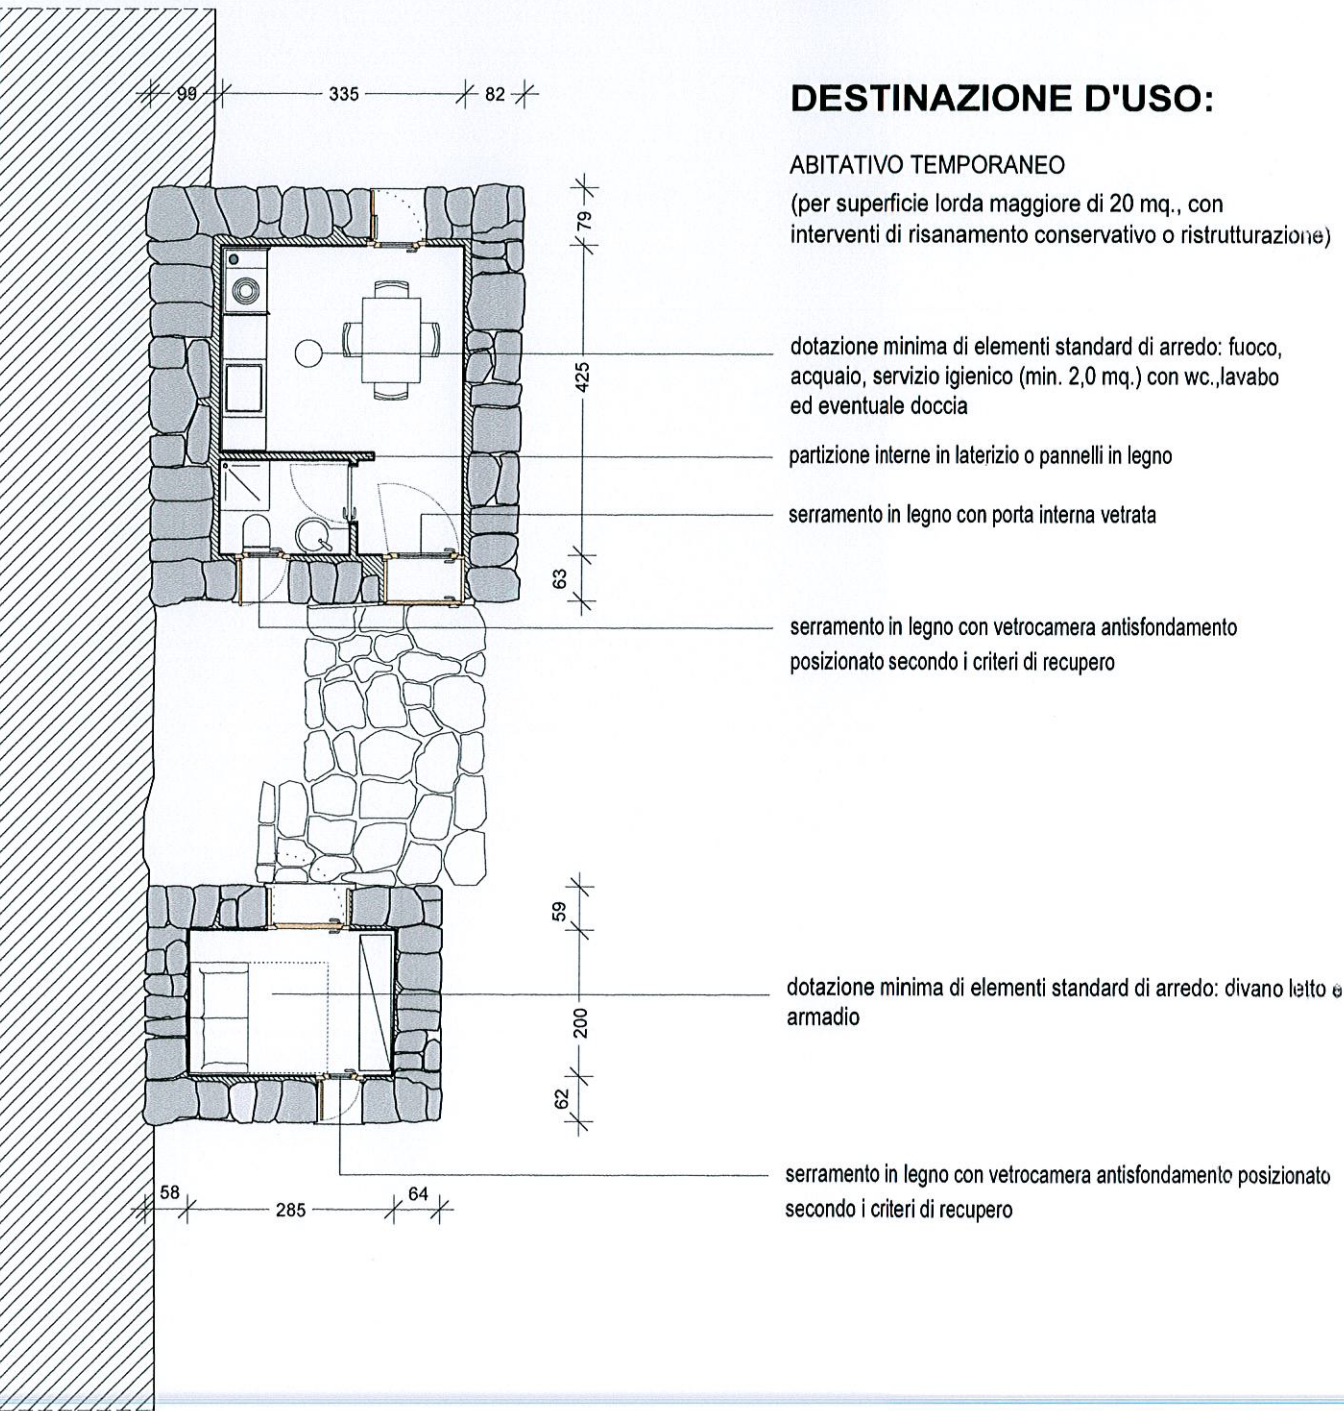 99 335 82
DESTINAZIONE D'USO:
ABITATIVO TEMPORANEO
(per superficie lorda maggiore di 20 mq., con
interventi di risanamento conservativo o ristrutturazione)
79
dotazione minima di elementi standard di arredo: fuoco,
acquaio, servizio igienico (min. 2,0 mq.) con wc.,lavabo
ed eventuale doccia
425
partizione interne in laterizio o pannelli in legno
serramento in legno con porta interna vetrata
63
serramento in legno con vetrocamera antisfondamento
posizionato secondo i criteri di recupero
59
dotazione minima di elementi standard di arredo: divano letto e
armadio
200
62
serramento in legno con vetrocamera antisfondamento posizionato
secondo i criteri di recupero
58 285 64